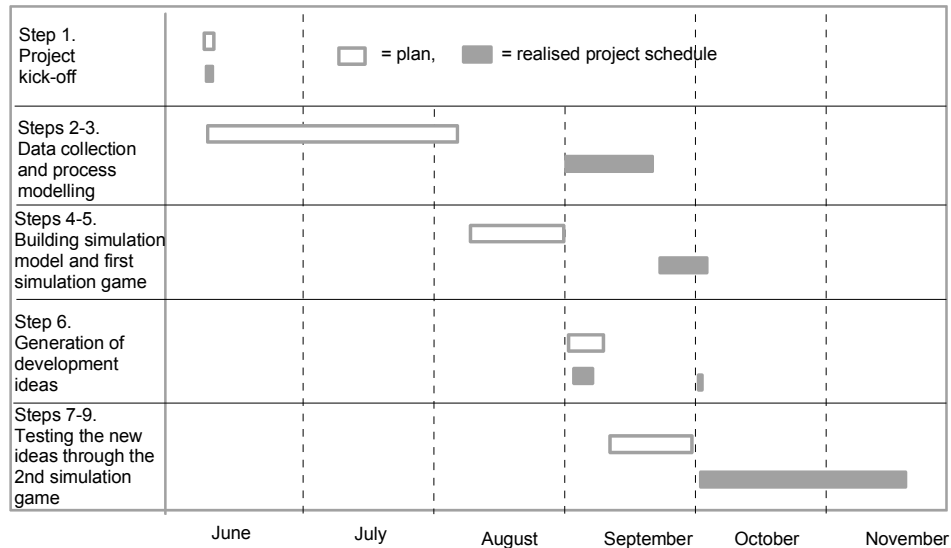 Step 1.
Project
kick-off
= plan,
= realised project schedule
Steps 2-3.
Data collection
and process
modelling
Steps 4-5.
Building simulation
model and first
simulation game
Step 6.
Generation of
development
ideas
Steps 7-9.
Testing the new
ideas through the
2nd simulation
game
June July August September October November